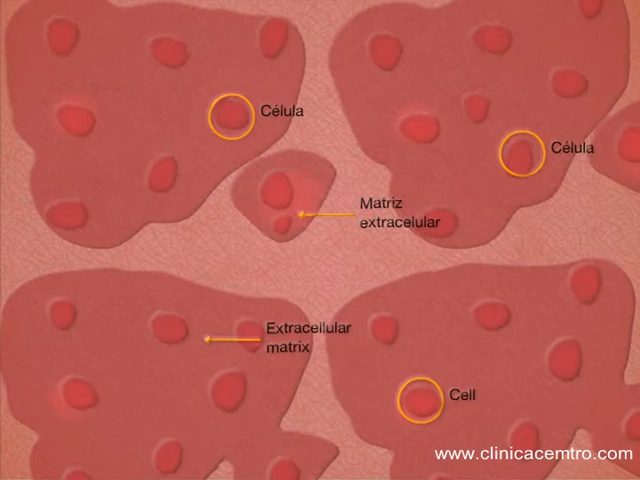 Célula
Célula
Matriz
extracelular
Extracellular
matrix
Cell
www.clinicacemtro.com